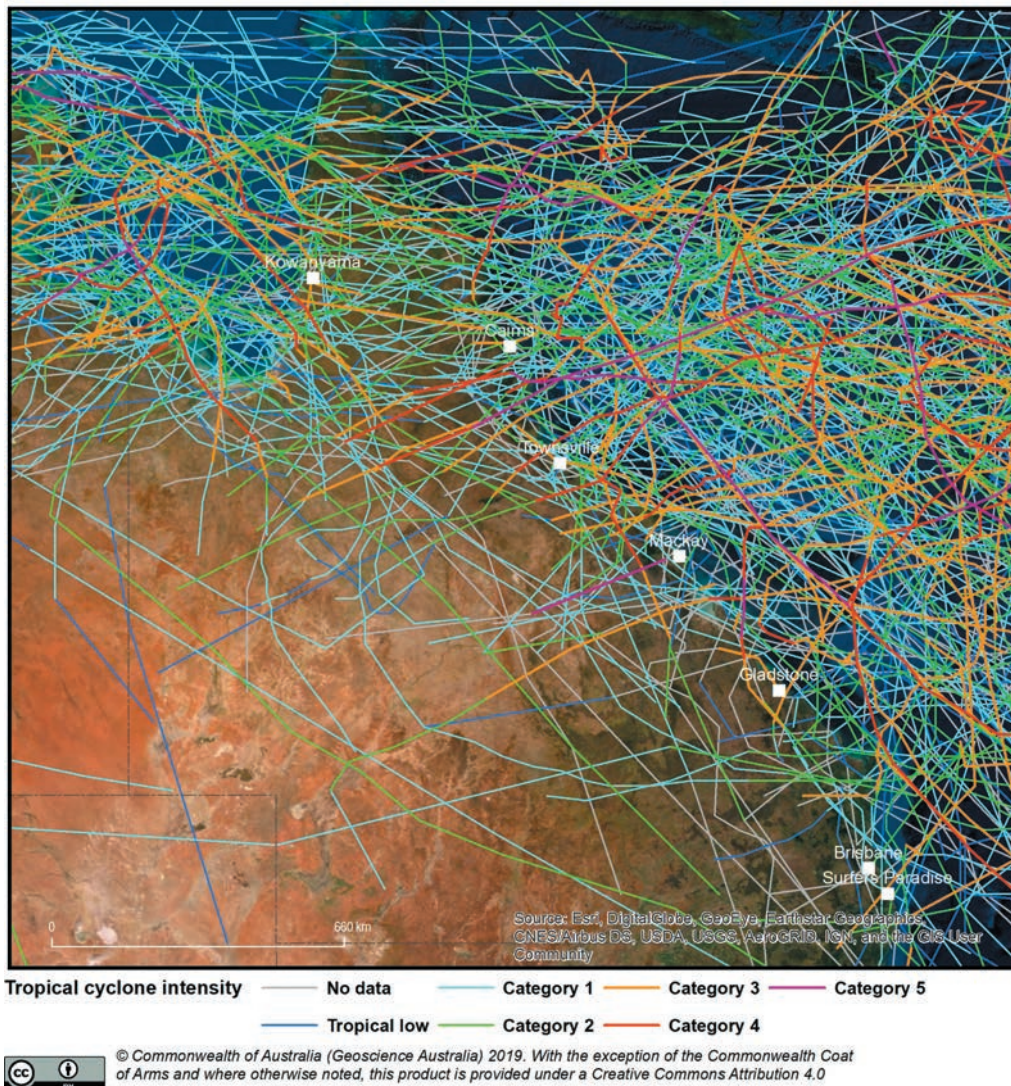 Kowanyama
Cairns
Townsville
Mackay
Gladstone
Brisbane
Surfers Paradise
0 660 km
Source: Esri, DigitalGlobe, GeoEye, Earthstar Geographics,
CNES/Airbus DS, USDA, USGS, AeroGRID, IGN, and the GIS User
Community
Tropical cyclone intensity No data Category 1 Category 3 Category 5
Tropical low Category 2 Category 4
cc
© Commonwealth of Australia (Geoscience Australia) 2019. With the exception of the Commonwealth Coat
of Arms and where otherwise noted, this product is provided under a Creative Commons Attribution 4.0